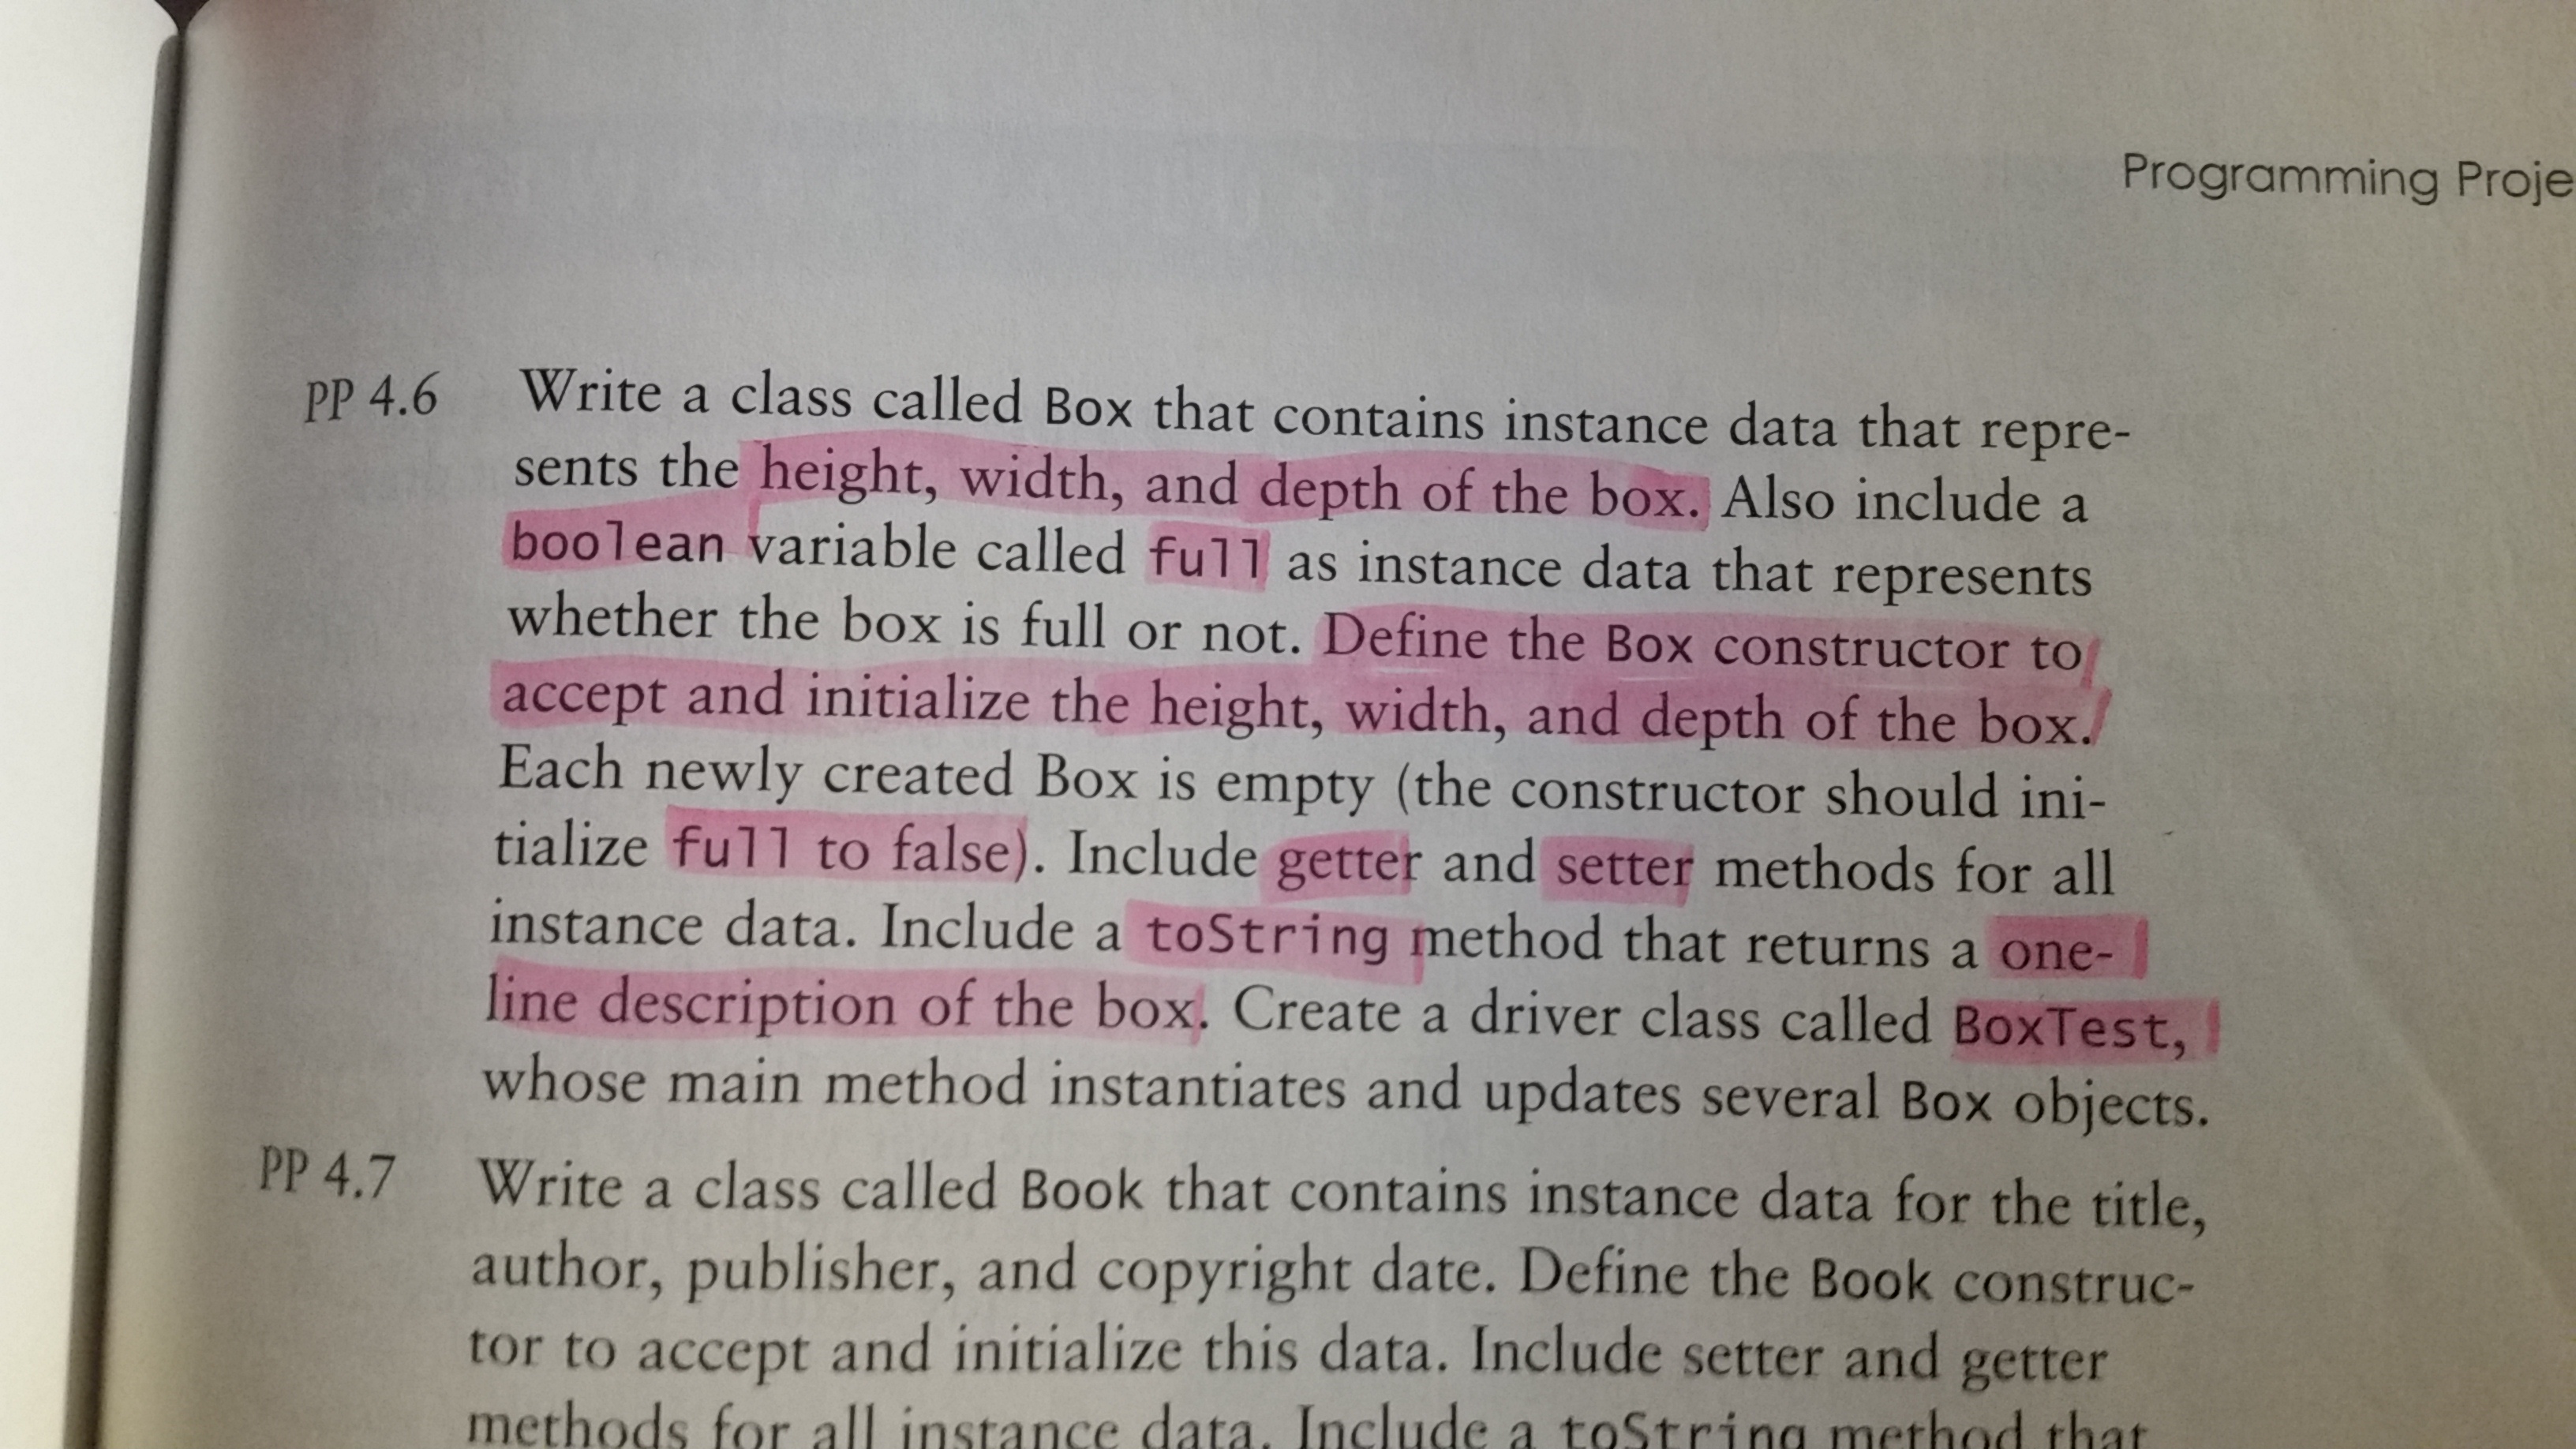 Programming Proje
PP 4.6 Write a class called Box that contains instance data that repre-
sents the height, width, and depth of the box. Also include a
boolean variable called full as instance data that represents
whether the box is full or not. Define the Box constructor to
accept and initialize the height, width, and depth of the box.
Each newly created Box is empty (the constructor should ini-
tialize full to false). Include getter and setter methods for all
instance data. Include a toString method that returns a one-
line description of the box. Create a driver class called BoxTest,
whose main method instantiates and updates several Box objects.
PP 4.7 Write a class called Book that contains instance data for the title,
author, publisher, and copyright date. Define the Book construc-
tor to accept and initialize this data. Include setter and getter
methods for all instance data. Include a toString method that